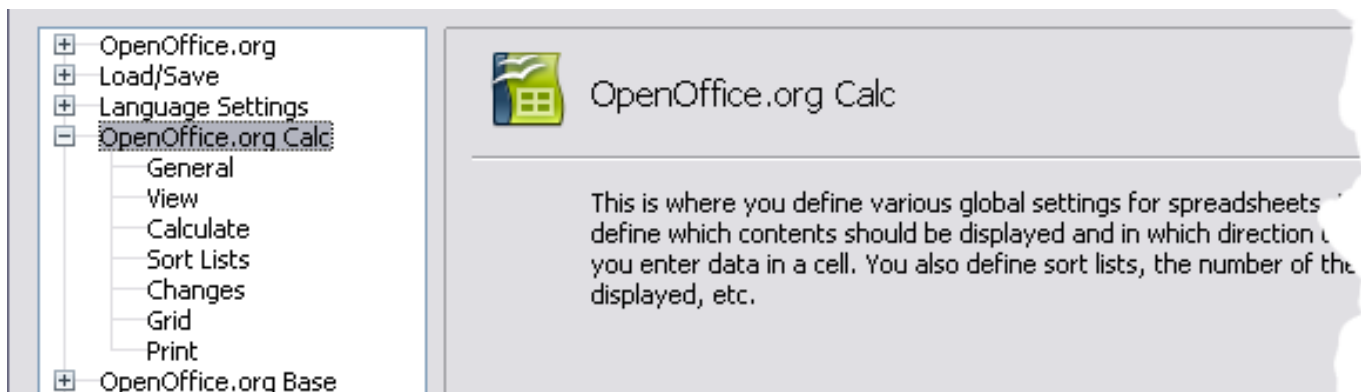 OpenOffice.org
Load/Save
Language Settings
OpenOffice.org Calc
General
View
Calculate
Sort Lists
Changes
Grid
Print
OpenOffice.org Base
OpenOffice.org Calc
This is where you define various global settings for spreadsheets.
define which contents should be displayed and in which direction
you enter data in a cell. You also define sort lists, the number of the
displayed, etc.